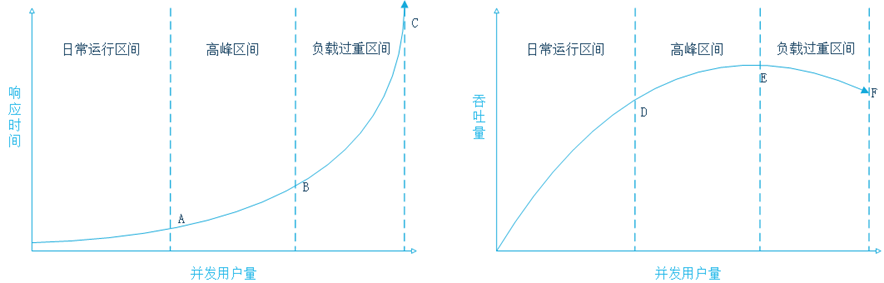 日常运行区间
高峰区间
负载过重区间
C
响应时间
B
A
并发用户量
日常运行区间
高峰区间
负载过重区间
E
F
吞吐量
D
并发用户量